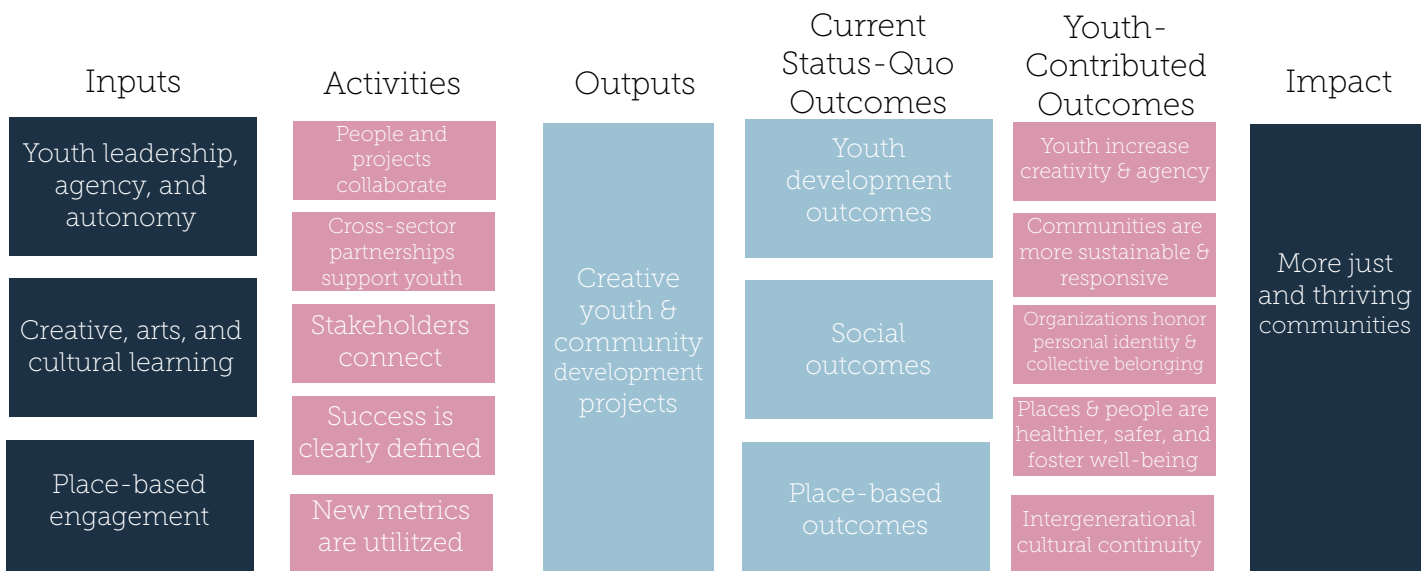 Inputs
Youth leadership,
agency, and
autonomy
Creative, arts, and
cultural learning
Place-based
engagement
Activities
People and
projects
collaborate
Cross-sector
partnerships
support youth
Stakeholders
connect
Success is
clearly defined
New metrics
are utilitzed
Outputs
Creative
youth &
community
development
projects
Current
Status-Quo
Outcomes
Youth
development
outcomes
Social
outcomes
Place-based
outcomes
Youth-
Contributed
Outcomes
Youth increase
creativity & agency
Communities are
more sustainable &
responsive
Organizations honor
personal identity &
collective belonging
Places & people are
healthier, safer, and
foster well-being
Intergenerational
cultural continuity
Impact
More just
and thriving
communities